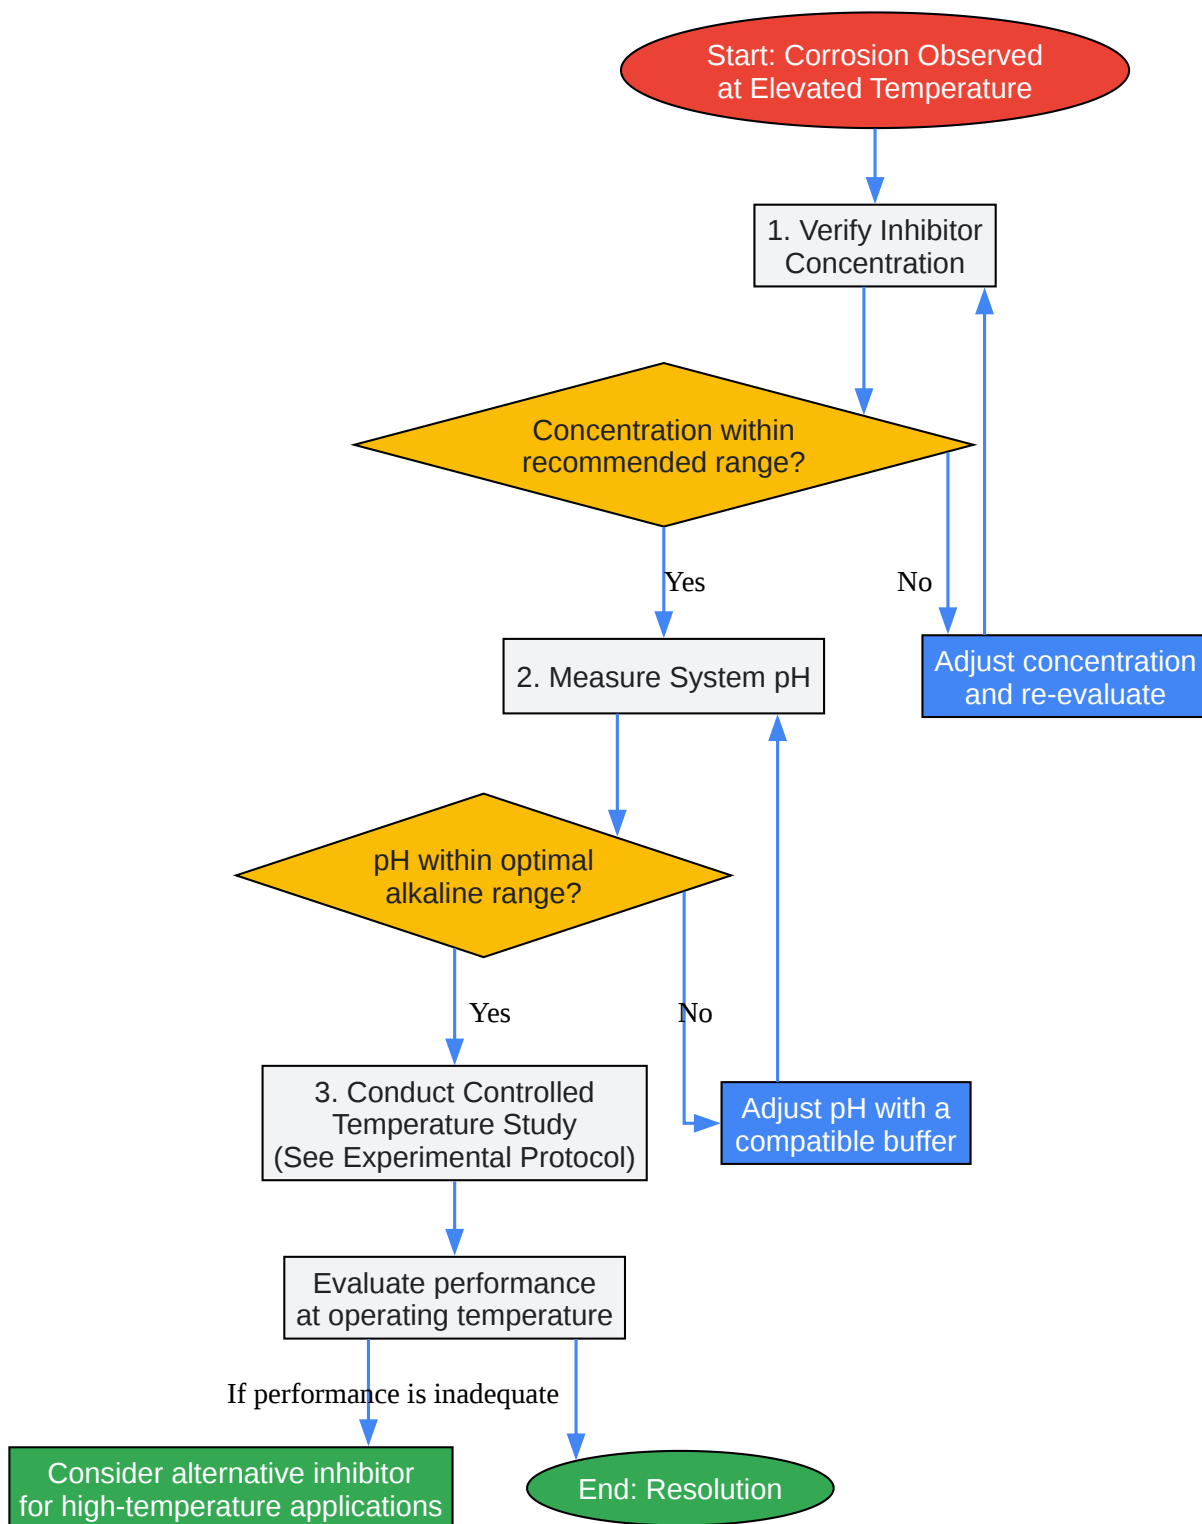 Start: Corrosion Observed
at Elevated Temperature
1. Verify Inhibitor
Concentration
Concentration within
recommended range?
Yes
No
2. Measure System pH
Adjust concentration
and re-evaluate
pH within optimal
alkaline range?
Yes
No
3. Conduct Controlled
Temperature Study
(See Experimental Protocol)
Adjust pH with a
compatible buffer
Evaluate performance
at operating temperature
If performance is inadequate
Consider alternative inhibitor
for high-temperature applications
End: Resolution